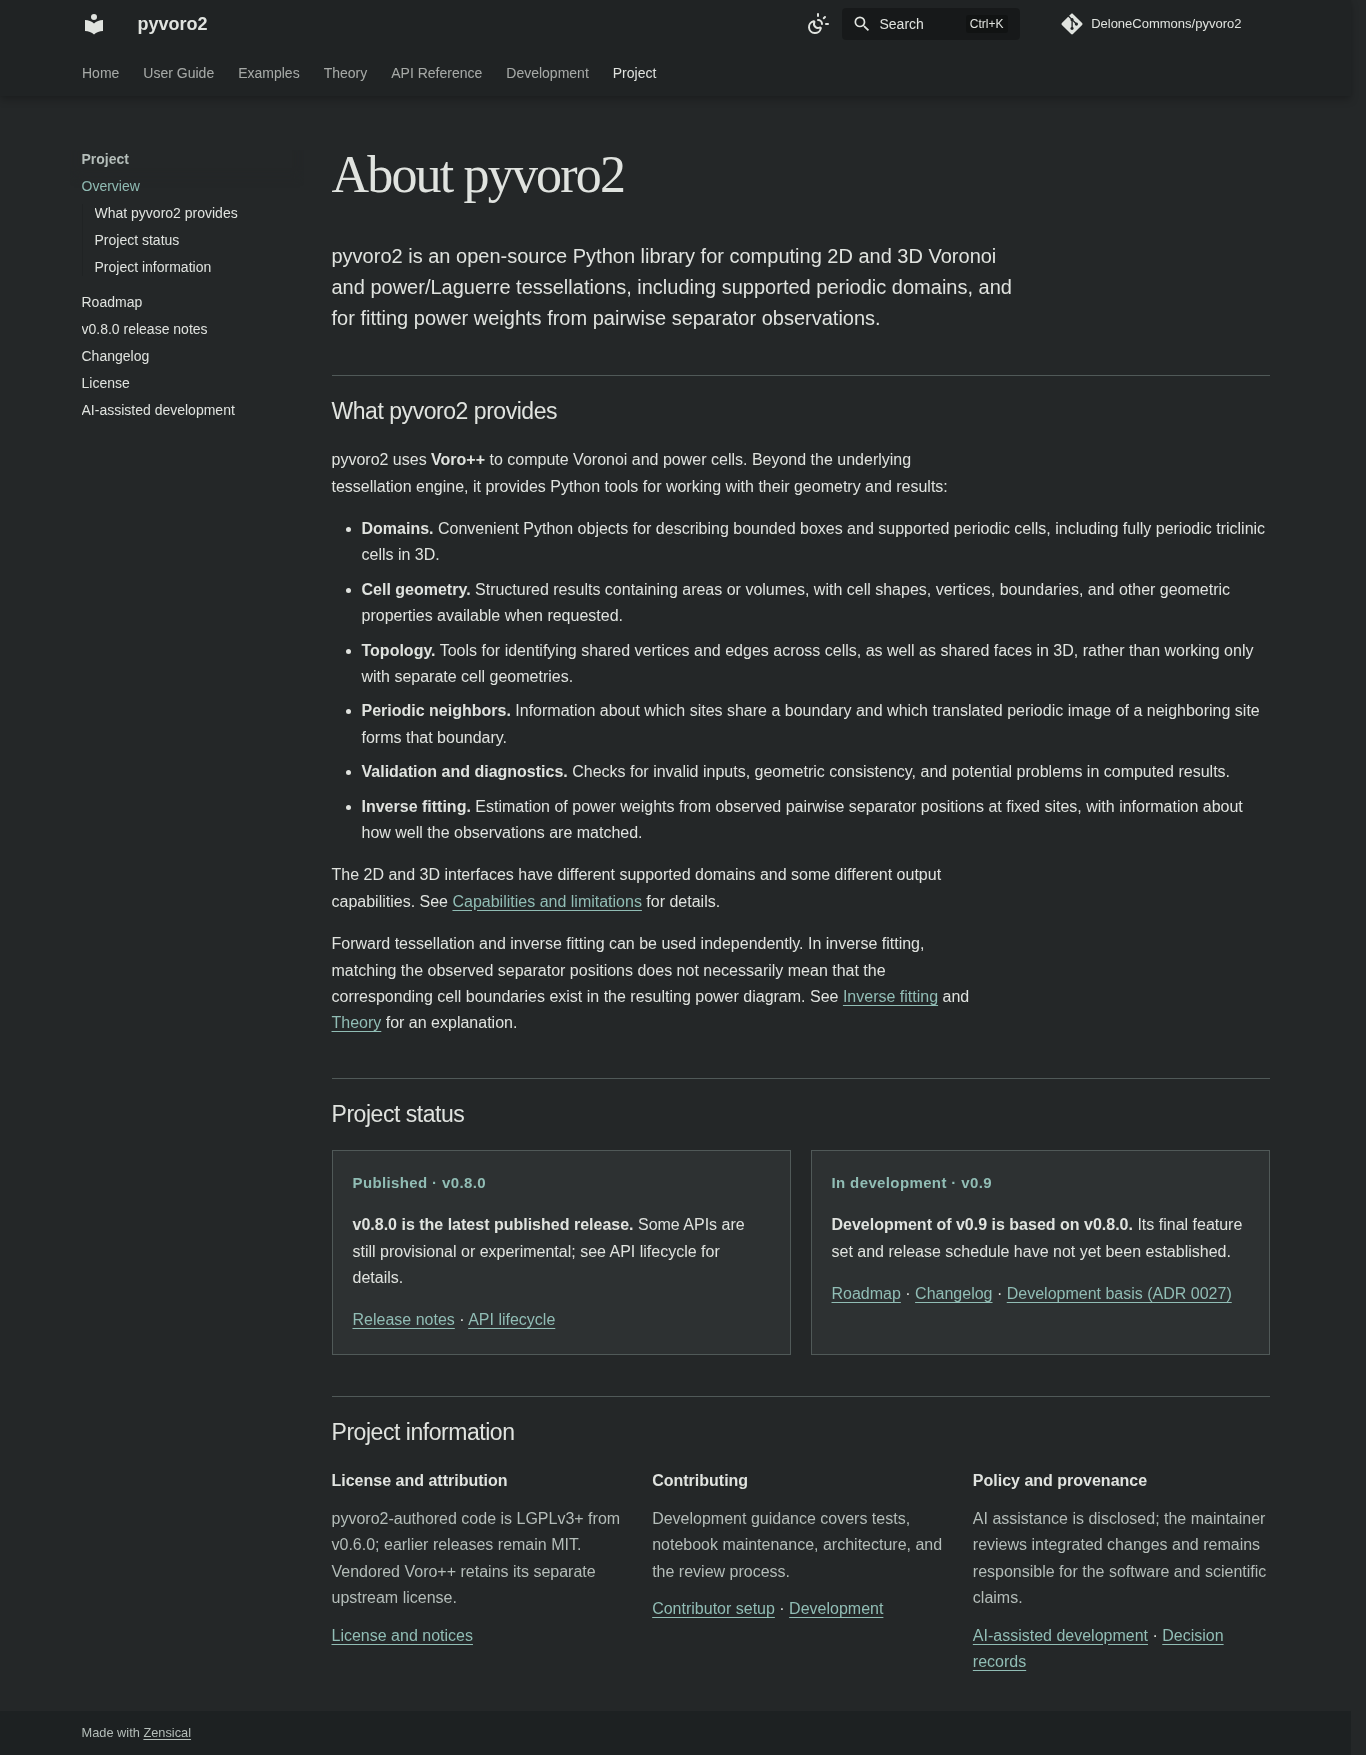 pyvoro2
Search
Ctrl+K
DeloneCommons/pyvoro2
Home
User Guide
Examples
Theory
API Reference
Development
Project
Project
Overview
What pyvoro2 provides
Project status
Project information
Roadmap
v0.8.0 release notes
Changelog
License
AI-assisted development
About pyvoro2
pyvoro2 is an open-source Python library for computing 2D and 3D Voronoi
and power/Laguerre tessellations, including supported periodic domains, and
for fitting power weights from pairwise separator observations.
What pyvoro2 provides
pyvoro2 uses Voro++ to compute Voronoi and power cells. Beyond the underlying
tessellation engine, it provides Python tools for working with their geometry and results:
• Domains. Convenient Python objects for describing bounded boxes and supported periodic cells, including fully periodic triclinic
cells in 3D.
• Cell geometry. Structured results containing areas or volumes, with cell shapes, vertices, boundaries, and other geometric
properties available when requested.
• Topology. Tools for identifying shared vertices and edges across cells, as well as shared faces in 3D, rather than working only
with separate cell geometries.
• Periodic neighbors. Information about which sites share a boundary and which translated periodic image of a neighboring site
forms that boundary.
• Validation and diagnostics. Checks for invalid inputs, geometric consistency, and potential problems in computed results.
• Inverse fitting. Estimation of power weights from observed pairwise separator positions at fixed sites, with information about
how well the observations are matched.
The 2D and 3D interfaces have different supported domains and some different output
capabilities. See Capabilities and limitations for details.
Forward tessellation and inverse fitting can be used independently. In inverse fitting,
matching the observed separator positions does not necessarily mean that the
corresponding cell boundaries exist in the resulting power diagram. See Inverse fitting and
Theory for an explanation.
Project status
Published · v0.8.0
v0.8.0 is the latest published release. Some APIs are
still provisional or experimental; see API lifecycle for
details.
Release notes · API lifecycle
In development · v0.9
Development of v0.9 is based on v0.8.0. Its final feature
set and release schedule have not yet been established.
Roadmap · Changelog · Development basis (ADR 0027)
Project information
License and attribution
pyvoro2-authored code is LGPLv3+ from
v0.6.0; earlier releases remain MIT.
Vendored Voro++ retains its separate
upstream license.
License and notices
Contributing
Development guidance covers tests,
notebook maintenance, architecture, and
the review process.
Contributor setup · Development
Policy and provenance
AI assistance is disclosed; the maintainer
reviews integrated changes and remains
responsible for the software and scientific
claims.
AI-assisted development · Decision
records
Made with Zensical